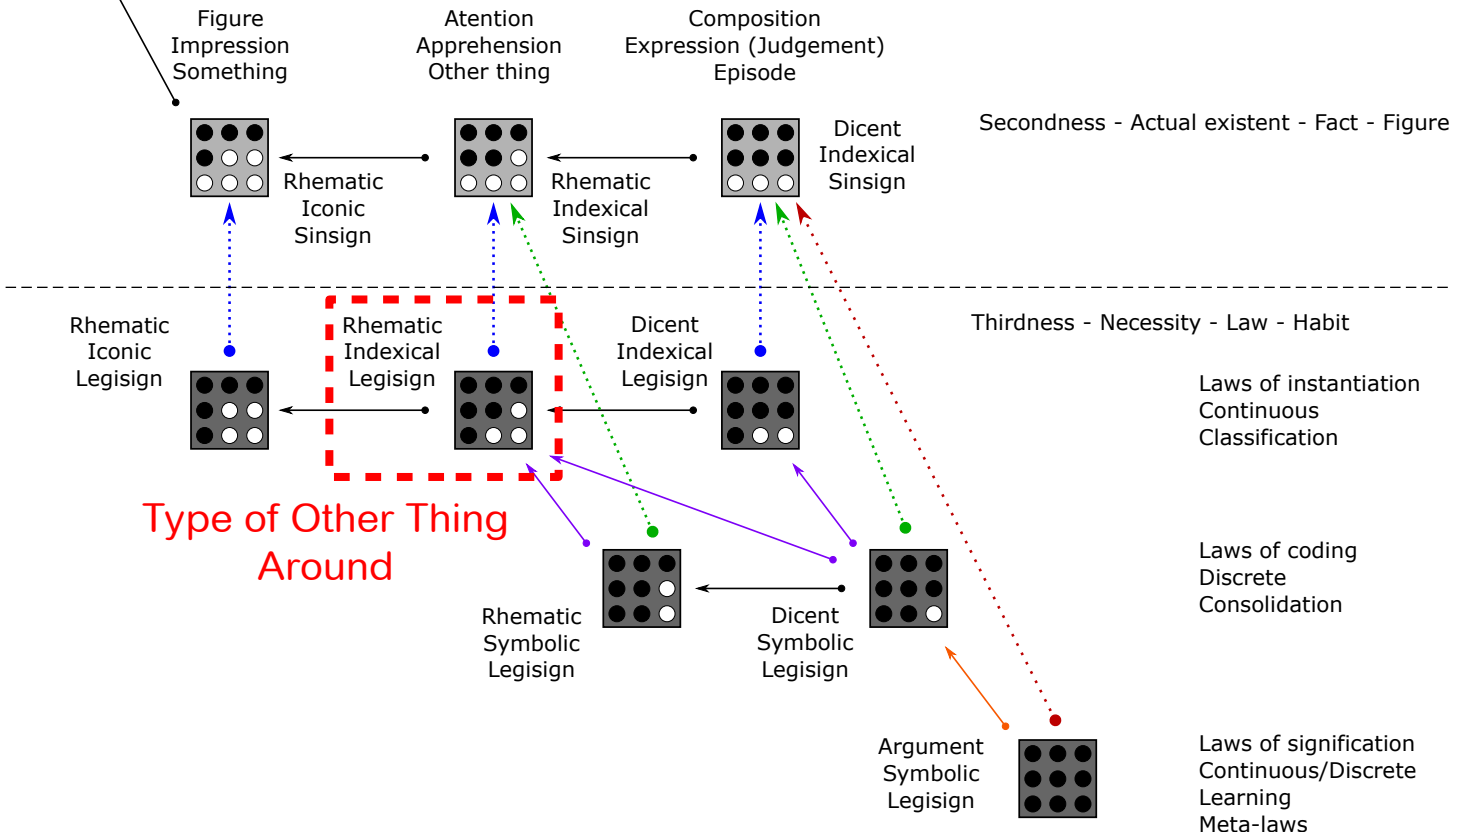 Figure
Impression
Something
Atention
Apprehension
Other thing
Composition
Expression (Judgement)
Episode
Secondness - Actual existent - Fact - Figure
Rhematic
Iconic
Sinsign
Rhematic
Indexical
Sinsign
Dicent
Indexical
Sinsign
Thirdness - Necessity - Law - Habit
Rhematic
Iconic
Legisign
Rhematic
Indexical
Legisign
Dicent
Indexical
Legisign
Laws of instantiation
Continuous
Classification
Type of Other Thing
Around
Rhematic
Symbolic
Legisign
Dicent
Symbolic
Legisign
Laws of coding
Discrete
Consolidation
Argument
Symbolic
Legisign
Laws of signification
Continuous/Discrete
Learning
Meta-laws